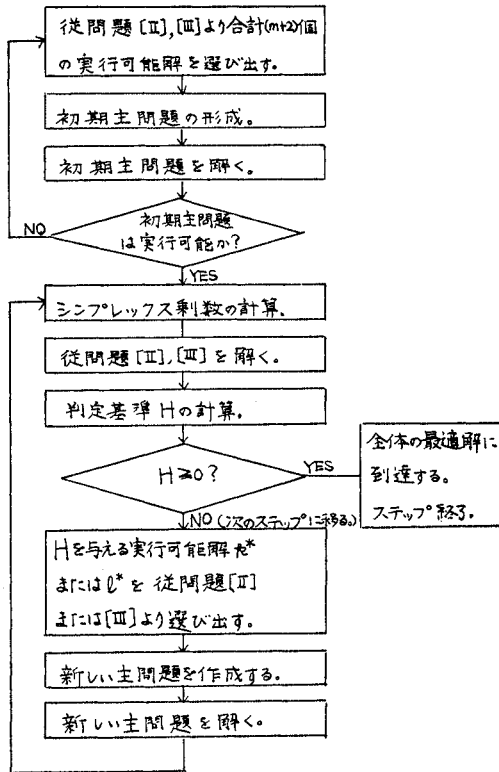 従問題[Ⅱ],[Ⅲ]より合計(m+2)個
の実行可能解を選び出す。
初期主問題の形成。
初期主問題を解く。
初期主問題
は実行可能か?
NO
YES
シンプレックス乗数の計算.
従問題[Ⅱ],[Ⅲ]を解く。
判定基準Hの計算.
H≧0?
YES
全体の最適解に
到達する。
ステップ終了.
NO(次のステップに移る。)
Hを与える実行可能解k*
またはℓ*を従問題[Ⅱ]
または[Ⅲ]より選び出す。
新しい主問題を作成する。
新しい主問題を解く。